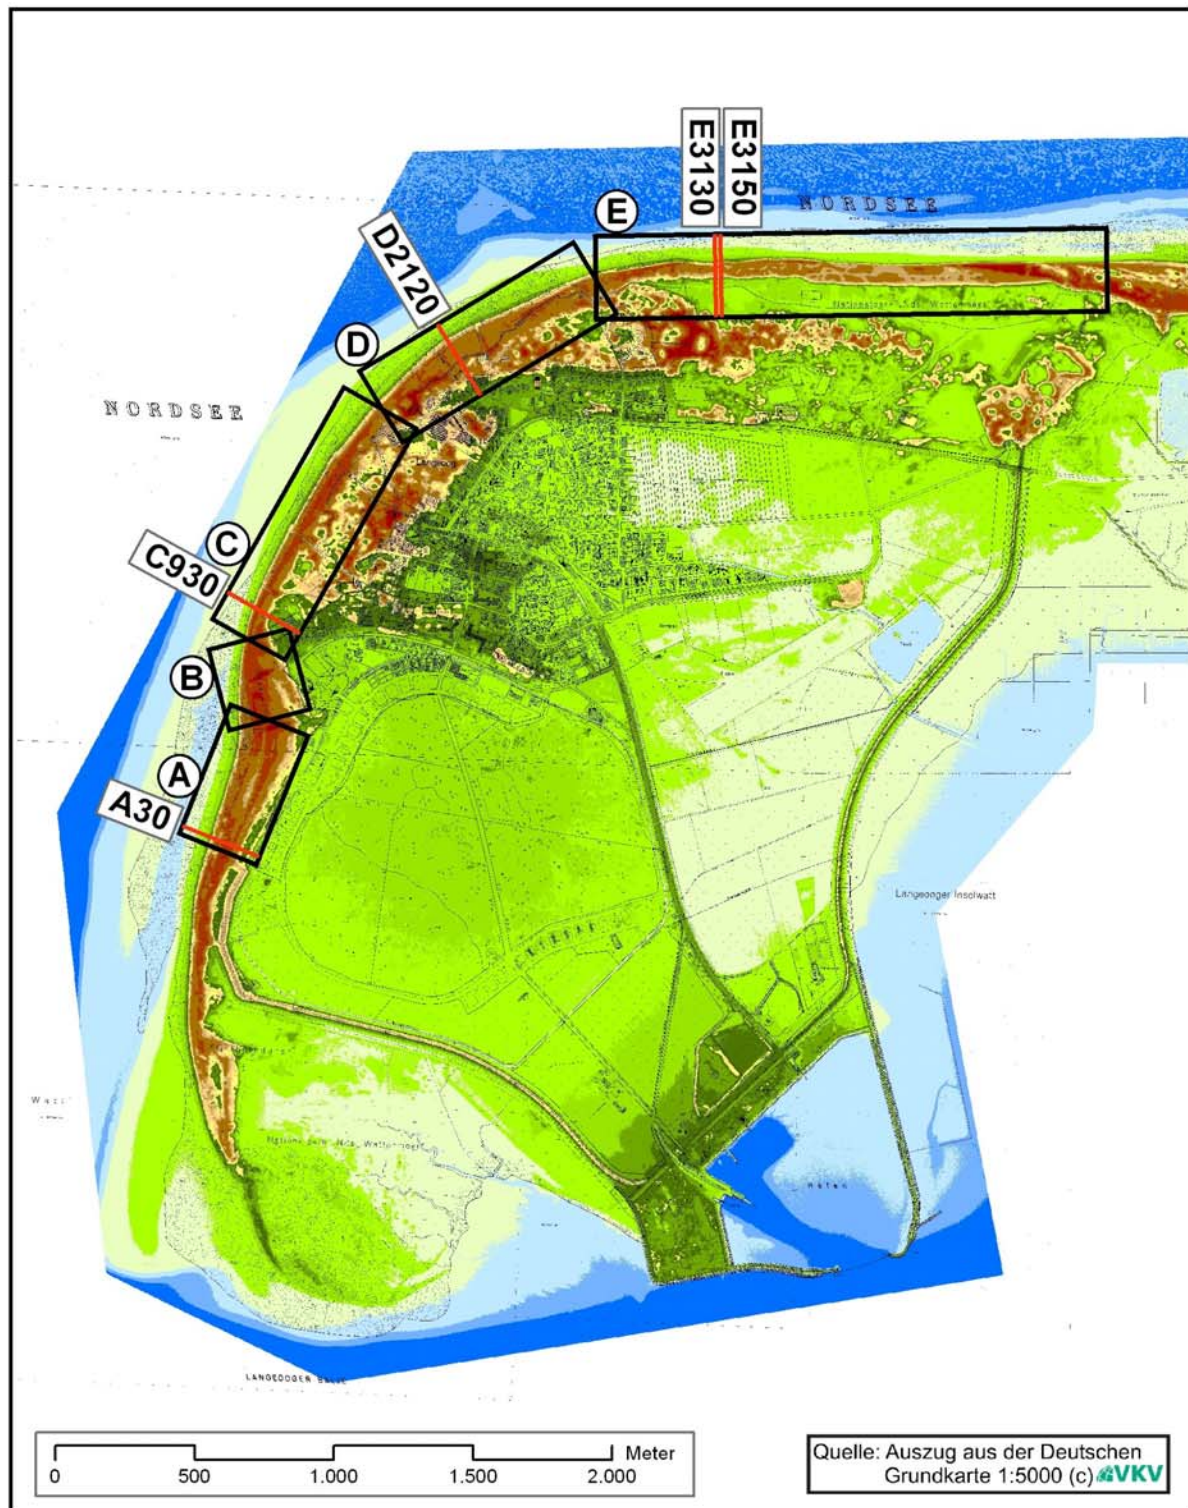 E3130
E3150
NORDSEE
E
D2120
D
NORDSEE
C
C930
B
A
A30
Langeooger Inselwatt
Hafen
LANGEOOGER BALJE
Meter
0 500 1.000 1.500 2.000
Quelle: Auszug aus der Deutschen
Grundkarte 1:5000 (c) VKV